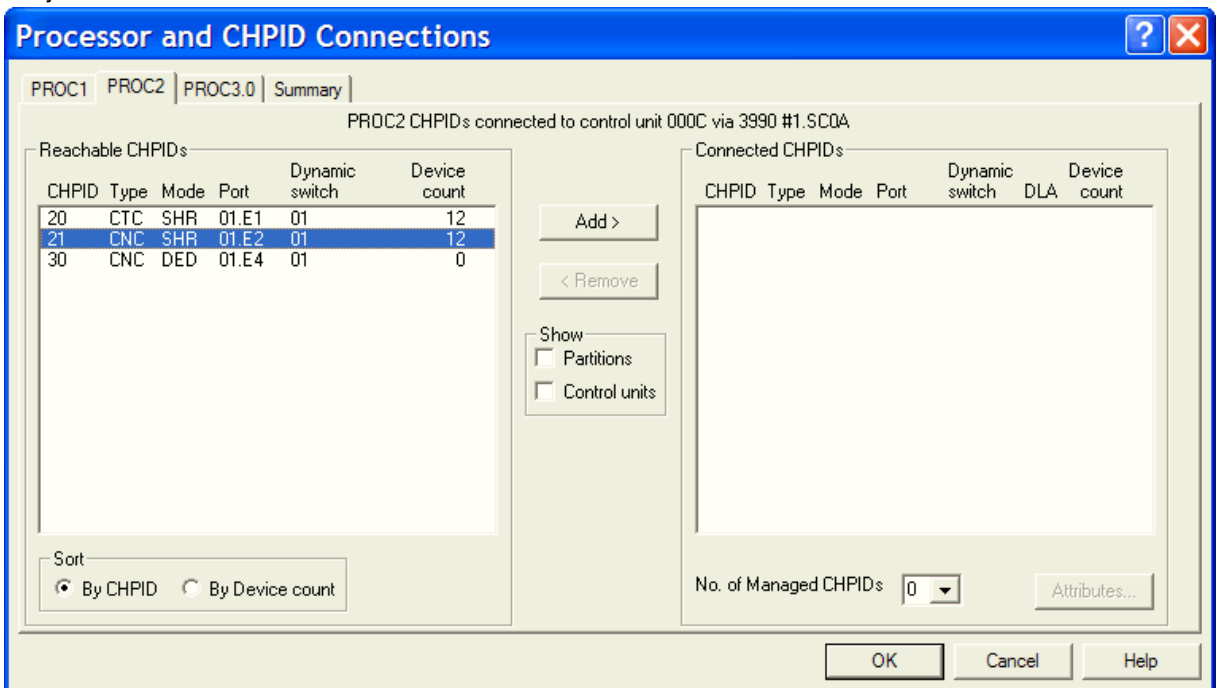 Processor and CHPID Connections
PROC1 PROC2 PROC3.0 Summary
PROC2 CHPIDs connected to control unit 000C via 3990 #1.SC0A
Reachable CHPIDs
CHPID Type Mode Port Dynamic switch Device count
20 CTC SHR 01.E1 01 12
21 CNC SHR 01.E2 01 12
30 CNC DED 01.E4 01 0
Sort
By CHPID By Device count
Add >
< Remove
Show
Partitions
Control units
Connected CHPIDs
CHPID Type Mode Port Dynamic switch DLA Device count
No. of Managed CHPIDs 0
Attributes...
OK Cancel Help